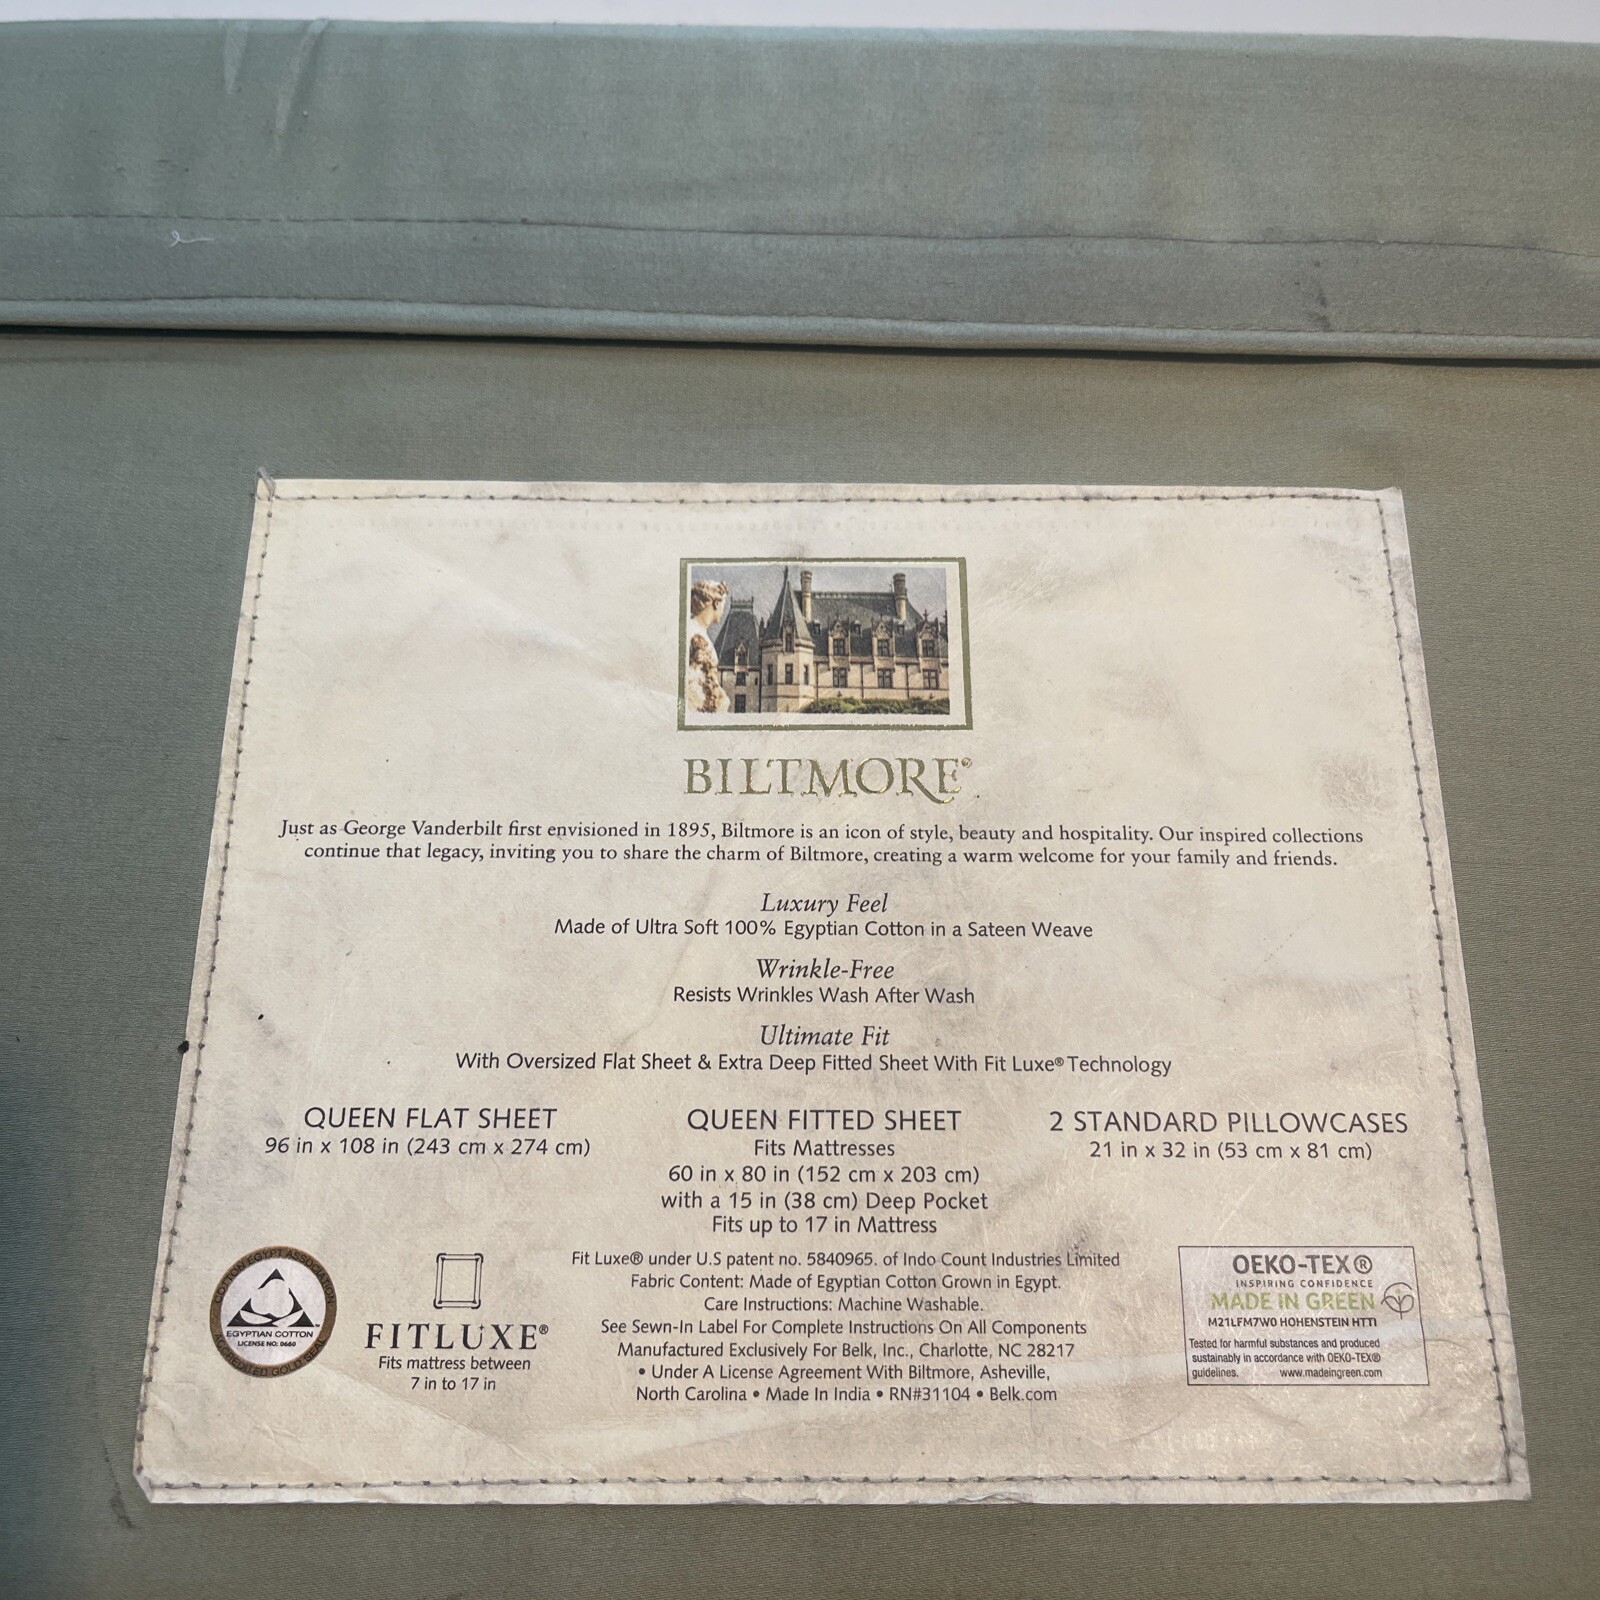 BILTMORE®
Just as George Vanderbilt first envisioned in 1895, Biltmore is an icon of style, beauty and hospitality. Our inspired collections
continue that legacy, inviting you to share the charm of Biltmore, creating a warm welcome for your family and friends.
Luxury Feel
Made of Ultra Soft 100% Egyptian Cotton in a Sateen Weave
Wrinkle-Free
Resists Wrinkles Wash After Wash
Ultimate Fit
With Oversized Flat Sheet & Extra Deep Fitted Sheet With Fit Luxe® Technology
QUEEN FLAT SHEET
96 in x 108 in (243 cm x 274 cm)
QUEEN FITTED SHEET
Fits Mattresses
60 in x 80 in (152 cm x 203 cm)
with a 15 in (38 cm) Deep Pocket
Fits up to 17 in Mattress
2 STANDARD PILLOWCASES
21 in x 32 in (53 cm x 81 cm)
COTTON EGYPT ASSOCIATION
EGYPTIAN COTTON™
LICENSE NO: 0660
ACCREDITED GOLD SEAL
FITLUXE®
Fits mattress between
7 in to 17 in
Fit Luxe® under U.S patent no. 5840965. of Indo Count Industries Limited
Fabric Content: Made of Egyptian Cotton Grown in Egypt.
Care Instructions: Machine Washable.
See Sewn-In Label For Complete Instructions On All Components
Manufactured Exclusively For Belk, Inc., Charlotte, NC 28217
• Under A License Agreement With Biltmore, Asheville,
North Carolina • Made In India • RN#31104 • Belk.com
OEKO-TEX®
INSPIRING CONFIDENCE
MADE IN GREEN
M21LFM7W0 HOHENSTEIN HTTI
Tested for harmful substances and produced
sustainably in accordance with OEKO-TEX®
guidelines. www.madeingreen.com